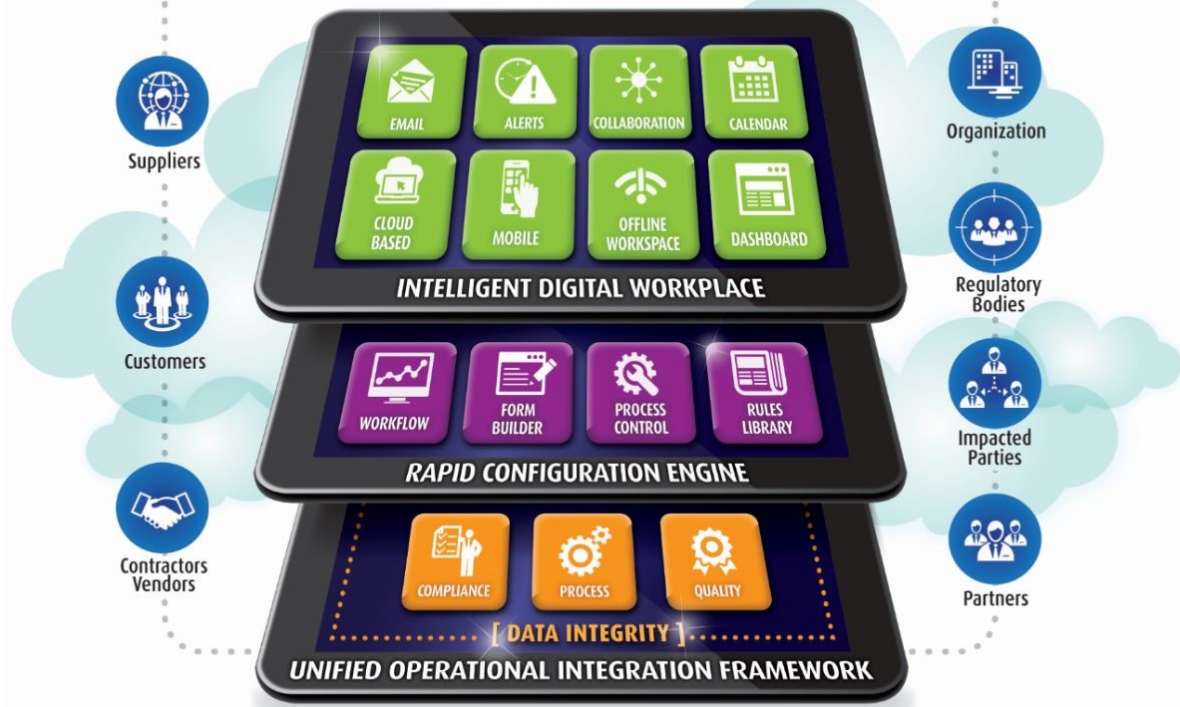 Suppliers
Customers
Contractors
Vendors
EMAIL
ALERTS
COLLABORATION
CALENDAR
CLOUD
BASED
MOBILE
OFFLINE
WORKSPACE
DASHBOARD
INTELLIGENT DIGITAL WORKPLACE
WORKFLOW
FORM
BUILDER
PROCESS
CONTROL
RULES
LIBRARY
RAPID CONFIGURATION ENGINE
COMPLIANCE
PROCESS
QUALITY
[ DATA INTEGRITY ]
UNIFIED OPERATIONAL INTEGRATION FRAMEWORK
Organization
Regulatory
Bodies
Impacted
Parties
Partners